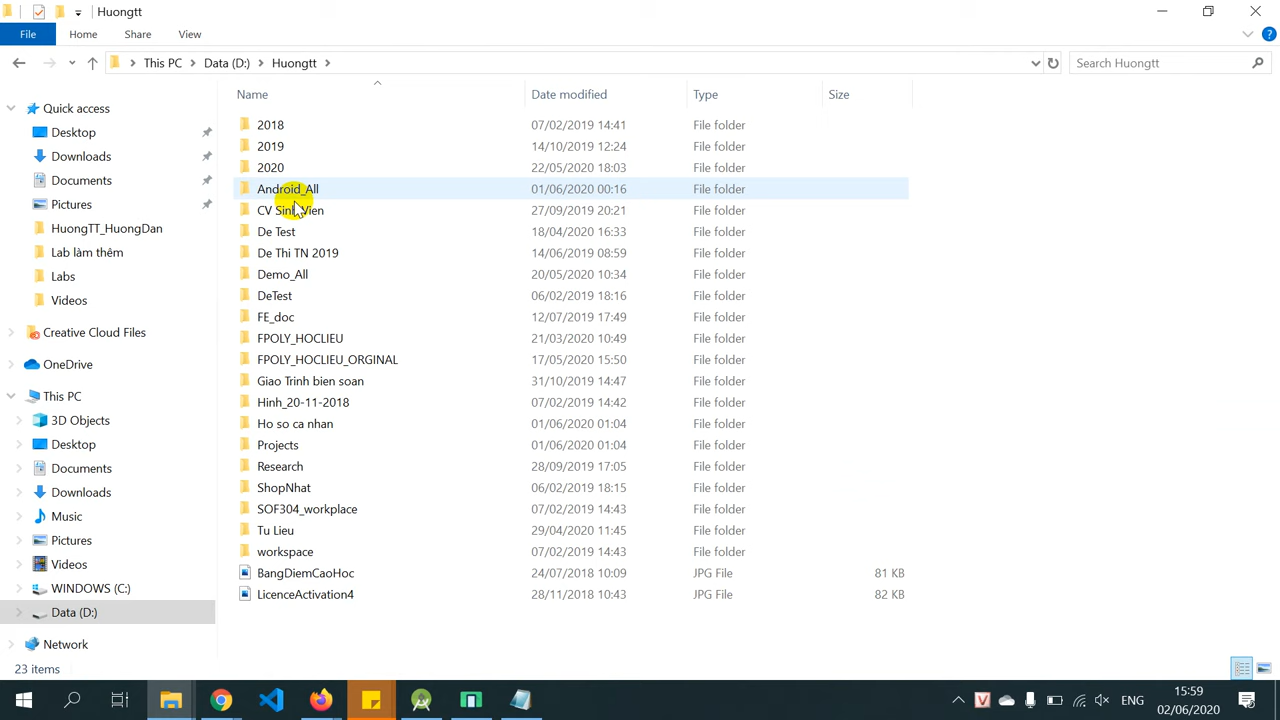 Huongtt
File Home Share View
This PC Data (D:) Huongtt
Search Huongtt
Name Date modified Type Size
Quick access
Desktop
Downloads
Documents
Pictures
HuongTT_HuongDan
Lab làm thêm
Labs
Videos
Creative Cloud Files
OneDrive
This PC
3D Objects
Desktop
Documents
Downloads
Music
Pictures
Videos
WINDOWS (C:)
Data (D:)
Network
2018 07/02/2019 14:41 File folder
2019 14/10/2019 12:24 File folder
2020 22/05/2020 18:03 File folder
Android_All 01/06/2020 00:16 File folder
CV Sinh Vien 27/09/2019 20:21 File folder
De Test 18/04/2020 16:33 File folder
De Thi TN 2019 14/06/2019 08:59 File folder
Demo_All 20/05/2020 10:34 File folder
DeTest 06/02/2019 18:16 File folder
FE_doc 12/07/2019 17:49 File folder
FPOLY_HOCLIEU 21/03/2020 10:49 File folder
FPOLY_HOCLIEU_ORGINAL 17/05/2020 15:50 File folder
Giao Trinh bien soan 31/10/2019 14:47 File folder
Hinh_20-11-2018 07/02/2019 14:42 File folder
Ho so ca nhan 01/06/2020 01:04 File folder
Projects 01/06/2020 01:04 File folder
Research 28/09/2019 17:05 File folder
ShopNhat 06/02/2019 18:15 File folder
SOF304_workplace 07/02/2019 14:43 File folder
Tu Lieu 29/04/2020 11:45 File folder
workspace 07/02/2019 14:43 File folder
BangDiemCaoHoc 24/07/2018 10:09 JPG File 81 KB
LicenceActivation4 28/11/2018 10:43 JPG File 82 KB
23 items
ENG
15:59
02/06/2020